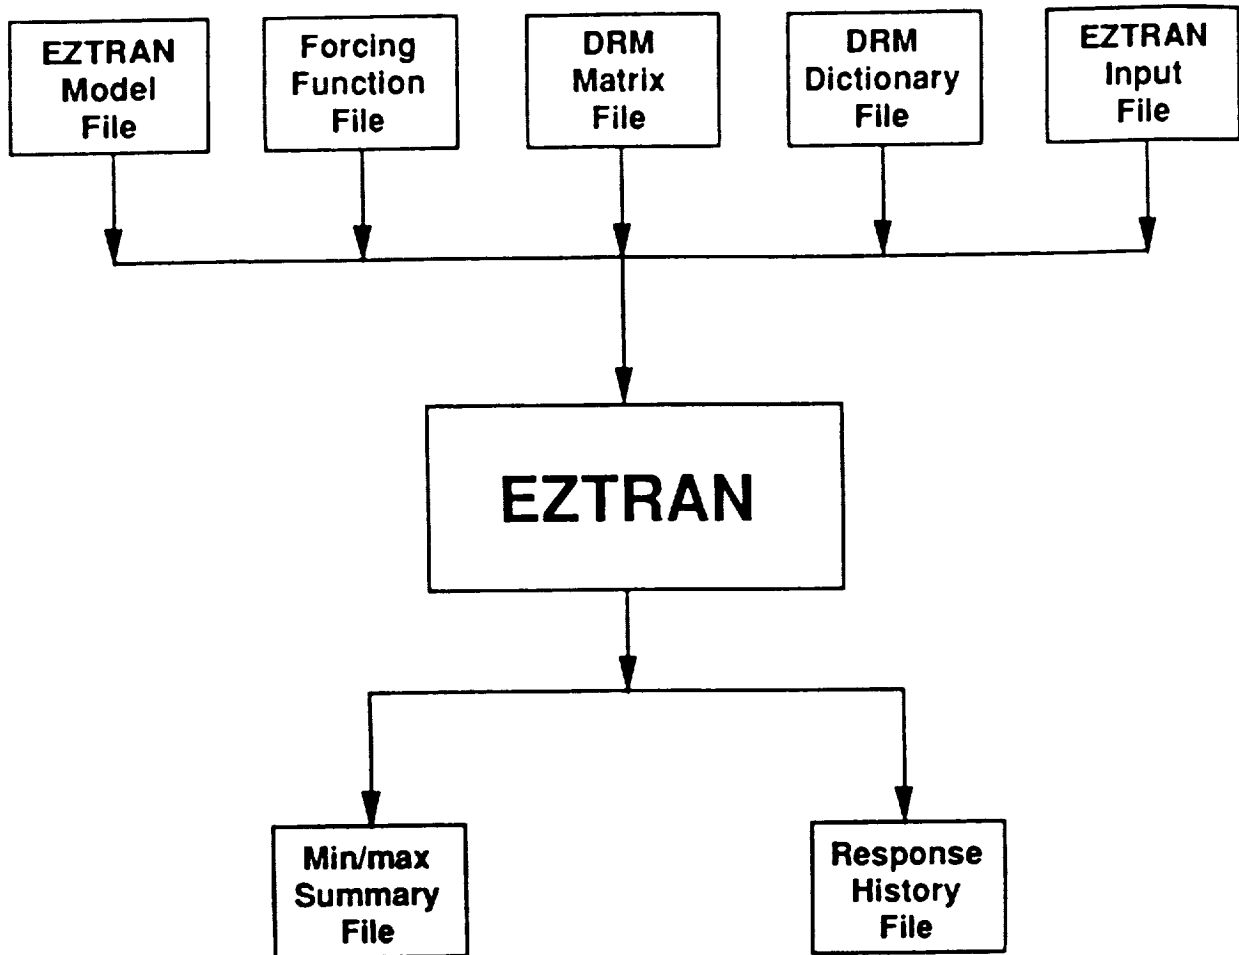 EZTRAN
Model
File
Forcing
Function
File
DRM
Matrix
File
DRM
Dictionary
File
EZTRAN
Input
File
EZTRAN
Min/max
Summary
File
Response
History
File